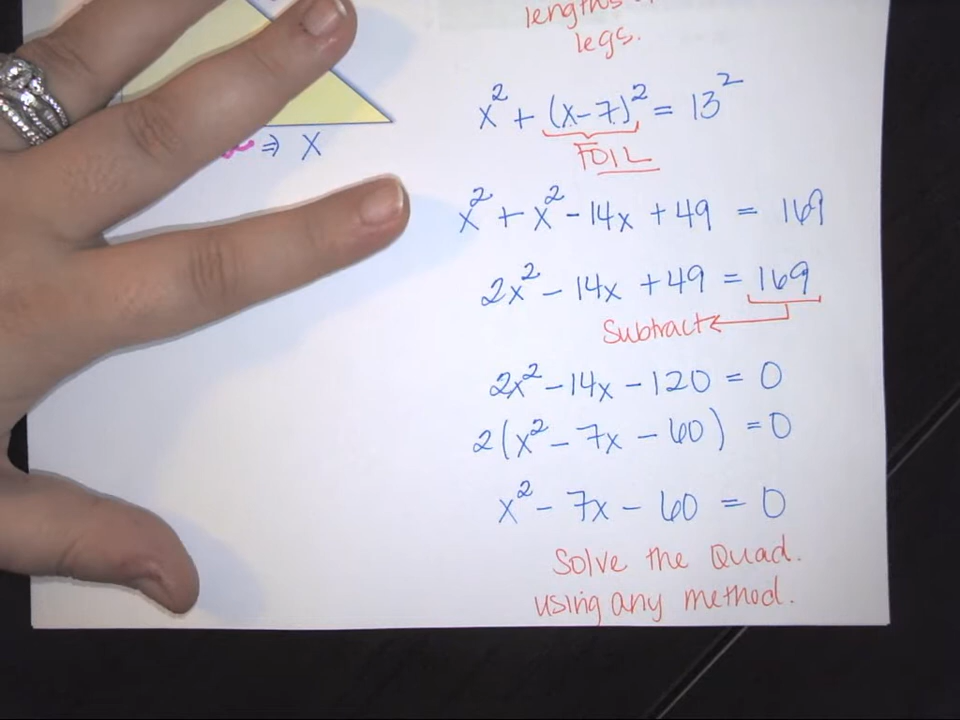 lengths
legs.
⇒ X
x² + (x-7)² = 13²
FOIL
x² + x² - 14x + 49 = 169
2x² - 14x + 49 = 169
Subtract
2x² - 14x - 120 = 0
2(x² - 7x - 60) = 0
x² - 7x - 60 = 0
Solve the Quad.
using any method.